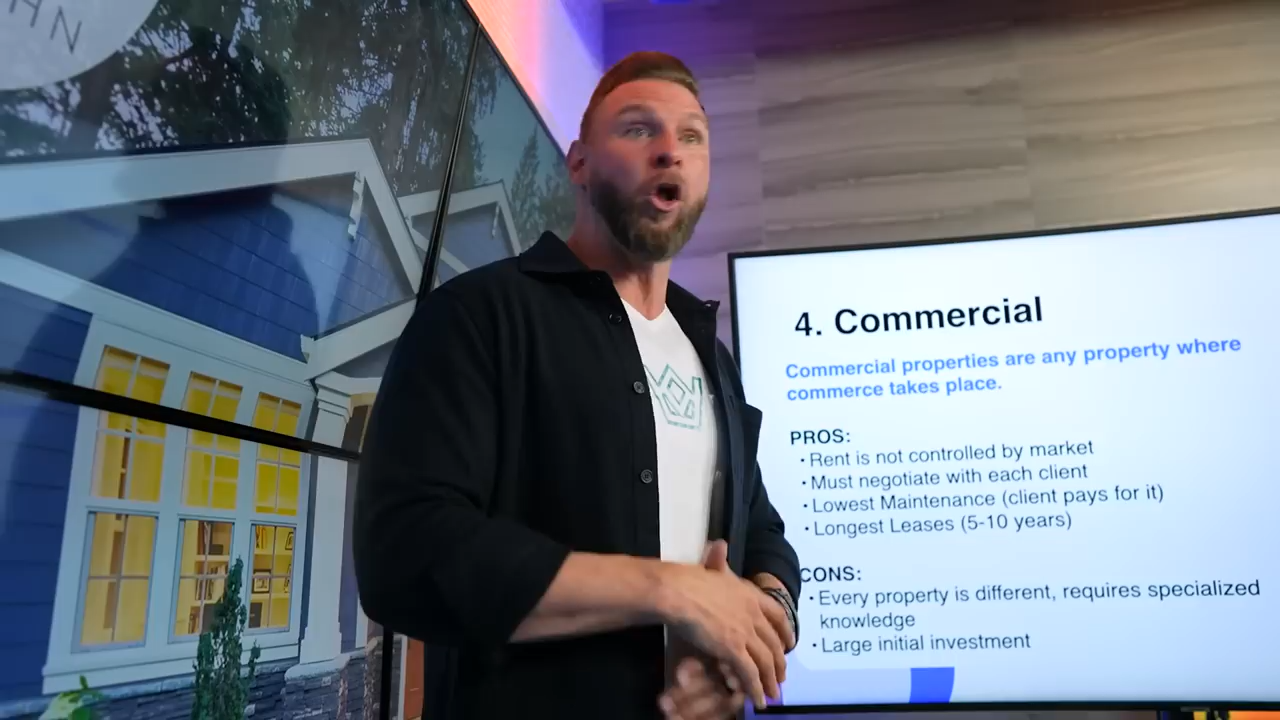 HN
4. Commercial
Commercial properties are any property where
commerce takes place.
PROS:
• Rent is not controlled by market
• Must negotiate with each client
• Lowest Maintenance (client pays for it)
• Longest Leases (5-10 years)
CONS:
• Every property is different, requires specialized
knowledge
• Large initial investment